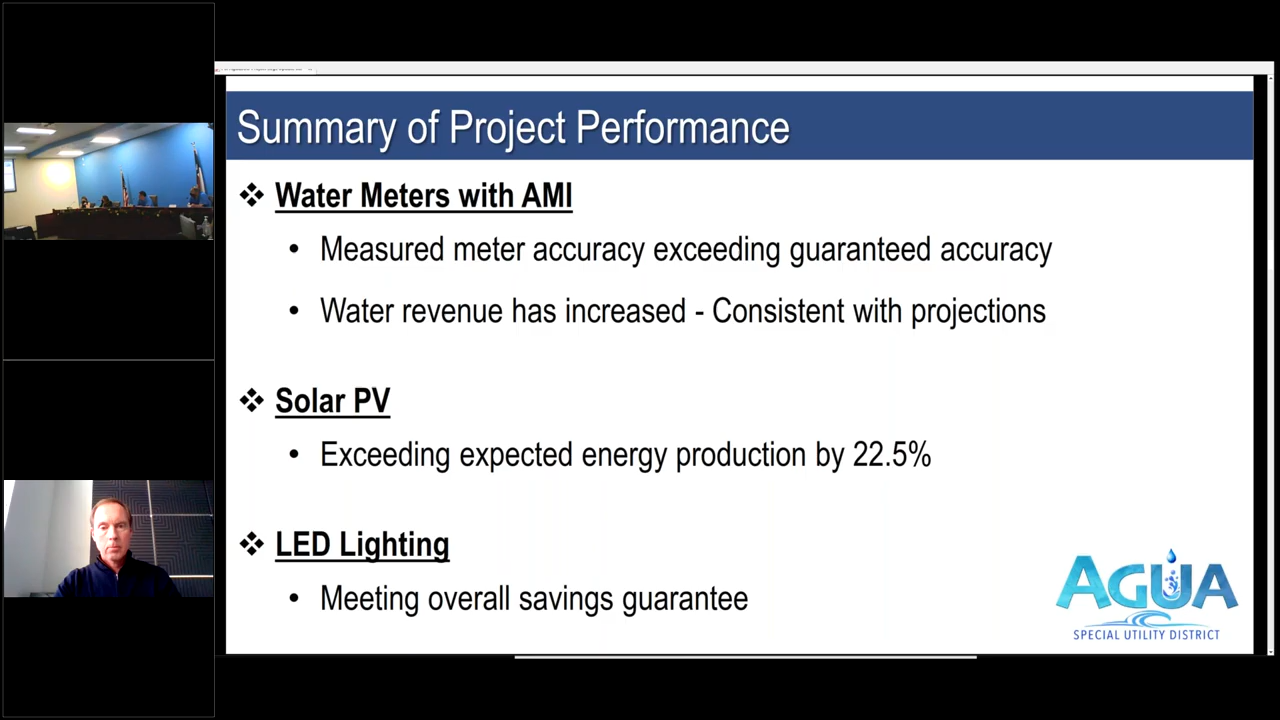 Summary of Project Performance
Water Meters with AMI
• Measured meter accuracy exceeding guaranteed accuracy
• Water revenue has increased - Consistent with projections
Solar PV
• Exceeding expected energy production by 22.5%
LED Lighting
• Meeting overall savings guarantee
AGUA
SPECIAL UTILITY DISTRICT